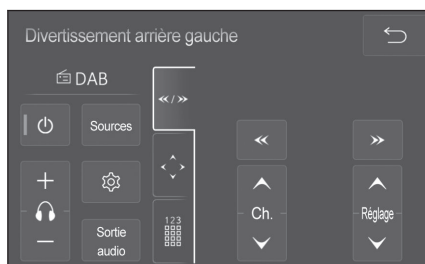 Divertissement arrière gauche
DAB
Sources
Sortie
audio
123
Ch.
Réglage